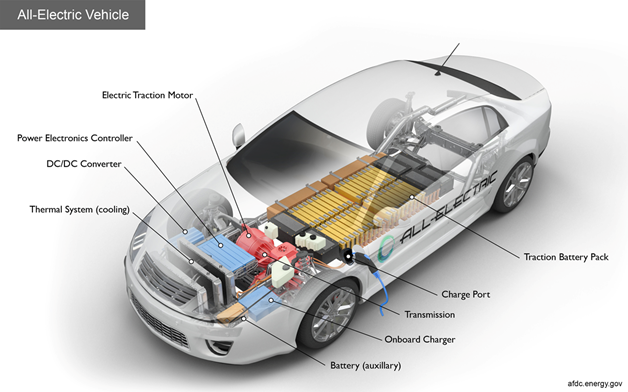 All-Electric Vehicle
Electric Traction Motor
Power Electronics Controller
DC/DC Converter
Thermal System (cooling)
ALL-ELECTRIC
Traction Battery Pack
Charge Port
Transmission
Onboard Charger
Battery (auxillary)
afdc.energy.gov